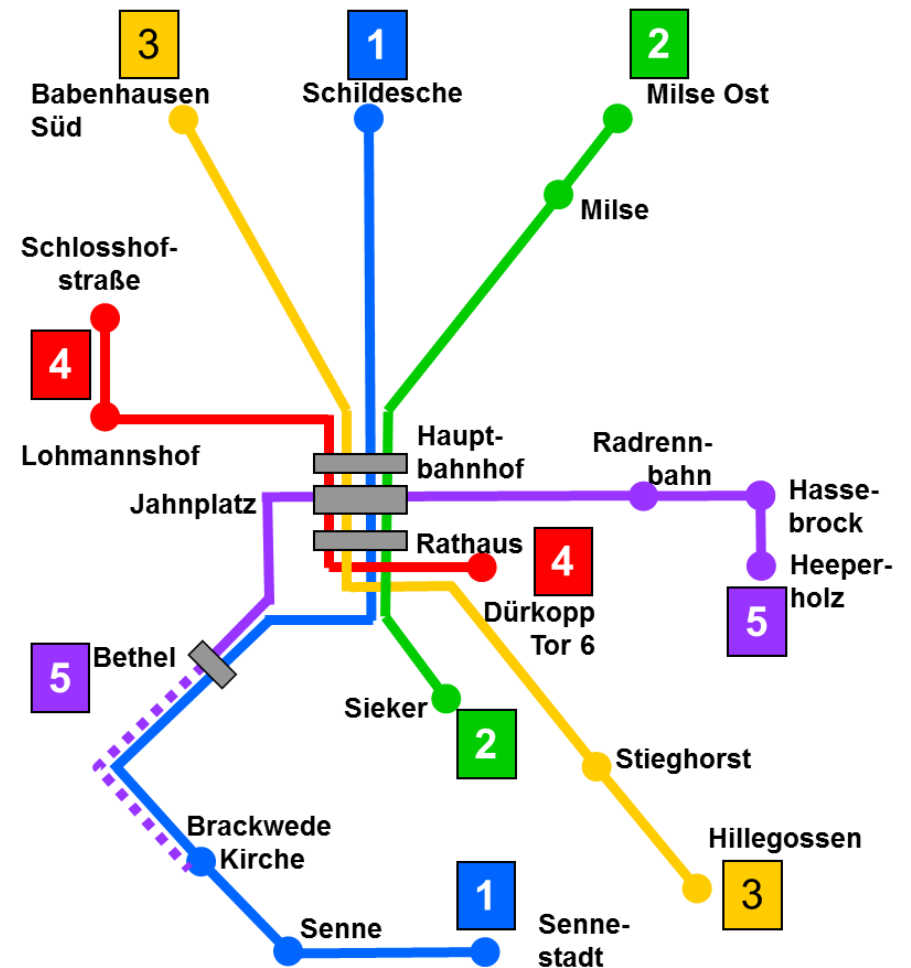 3
1
2
Babenhausen
Süd
Schildesche
Milse Ost
Milse
Schlosshof-
straße
4
Lohmannshof
Haupt-
bahnhof
Radrenn-
bahn
Jahnplatz
Hasse-
brock
Rathaus
4
Heeper-
holz
Dürkopp
Tor 6
5
5
Bethel
Sieker
2
Stieghorst
Brackwede
Kirche
Hillegossen
3
1
Senne
Senne-
stadt